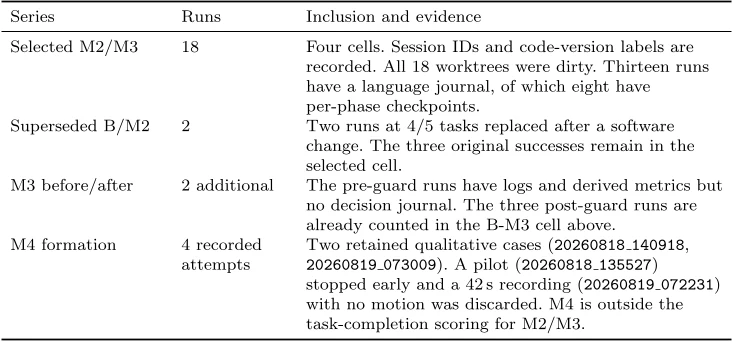 Series Runs Inclusion and evidence
Selected M2/M3 18 Four cells. Session IDs and code-version labels are
recorded. All 18 worktrees were dirty. Thirteen runs
have a language journal, of which eight have
per-phase checkpoints.
Superseded B/M2 2 Two runs at 4/5 tasks replaced after a software
change. The three original successes remain in the
selected cell.
M3 before/after 2 additional The pre-guard runs have logs and derived metrics but
no decision journal. The three post-guard runs are
already counted in the B-M3 cell above.
M4 formation 4 recorded Two retained qualitative cases (20260818_140918,
attempts 20260819_073009). A pilot (20260818_135527)
stopped early and a 42 s recording (20260819_072231)
with no motion was discarded. M4 is outside the
task-completion scoring for M2/M3.